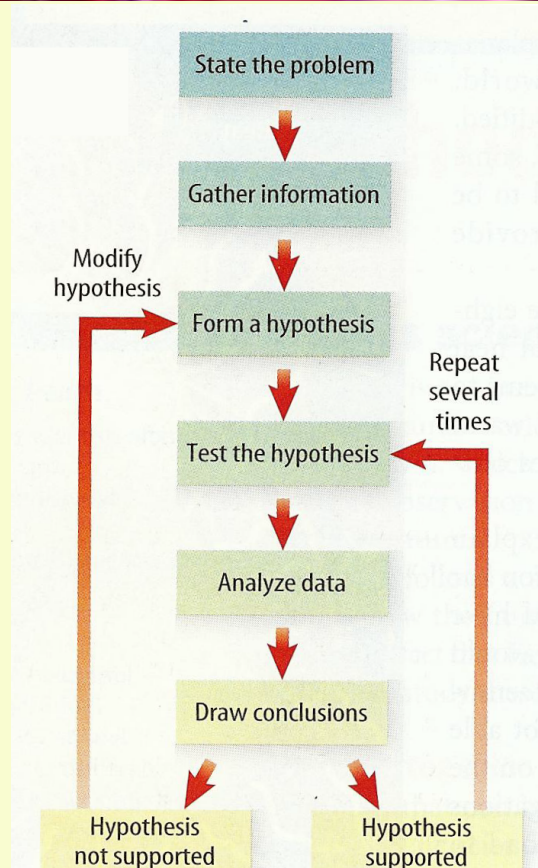 State the problem
Gather information
Modify
hypothesis
Form a hypothesis
Repeat
several
times
Test the hypothesis
Analyze data
Draw conclusions
Hypothesis
not supported
Hypothesis
supported